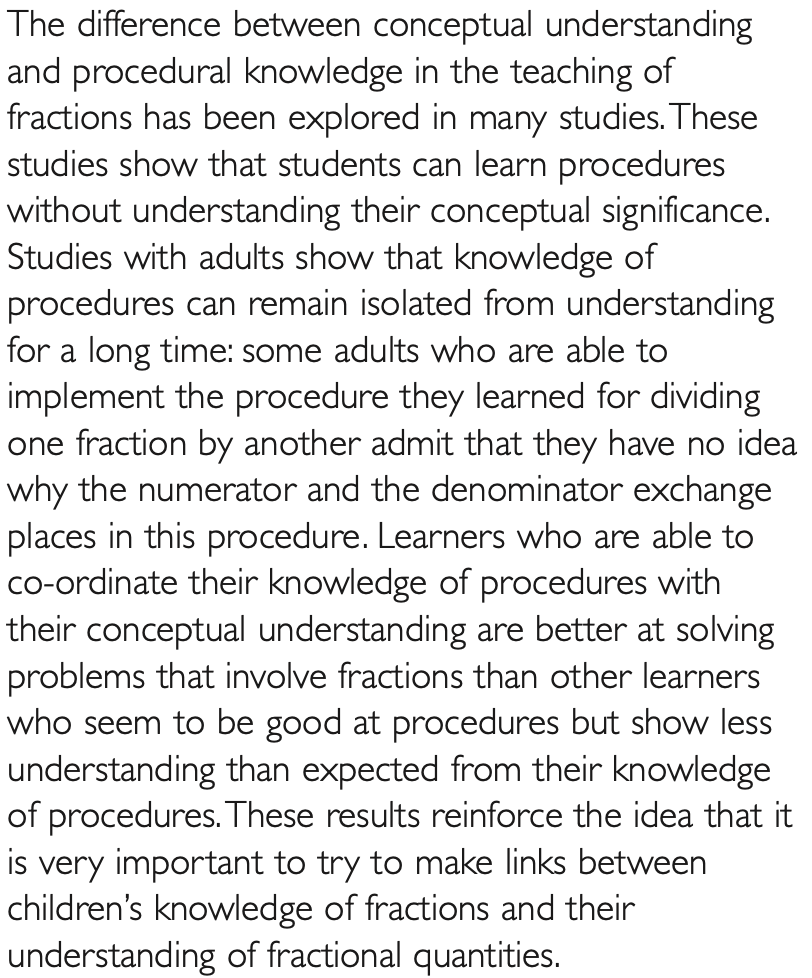 The difference between conceptual understanding
and procedural knowledge in the teaching of
fractions has been explored in many studies. These
studies show that students can learn procedures
without understanding their conceptual significance.
Studies with adults show that knowledge of
procedures can remain isolated from understanding
for a long time: some adults who are able to
implement the procedure they learned for dividing
one fraction by another admit that they have no idea
why the numerator and the denominator exchange
places in this procedure. Learners who are able to
co-ordinate their knowledge of procedures with
their conceptual understanding are better at solving
problems that involve fractions than other learners
who seem to be good at procedures but show less
understanding than expected from their knowledge
of procedures. These results reinforce the idea that it
is very important to try to make links between
children’s knowledge of fractions and their
understanding of fractional quantities.